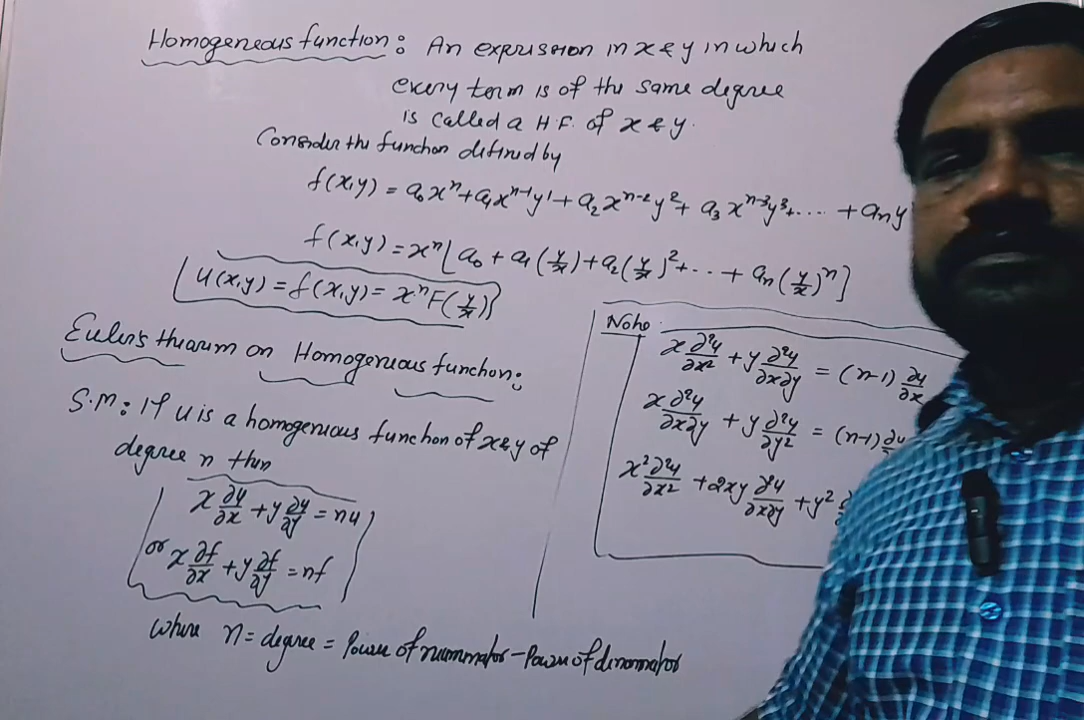 Homogeneous function: An expression in x & y in which
every term is of the same degree
is called a H.F. of x & y.
Consider the function defined by
f(x,y) = a₀xⁿ + a₁xⁿ⁻¹y¹ + a₂xⁿ⁻²y² + a₃xⁿ⁻³y³+.... + aₙy
f(x,y) = xⁿ[a₀ + a₁(y/x) + a₂(y/x)² + ... + aₙ(y/x)ⁿ]
u(x,y) = f(x,y) = xⁿF(y/x)
Euler's theorem on Homogeneous function:
S.M: If u is a homogenious function of x & y of
degree n then
x ∂u/∂x + y ∂u/∂y = nu
or x ∂f/∂x + y ∂f/∂y = nf
where n = degree = Power of numerator - Power of denominator
Note
x ∂²u/∂x² + y ∂²u/∂x∂y = (n-1) ∂u/∂x
x ∂²u/∂x∂y + y ∂²u/∂y² = (n-1) ∂u
x² ∂²u/∂x² + 2xy ∂²u/∂x∂y + y²